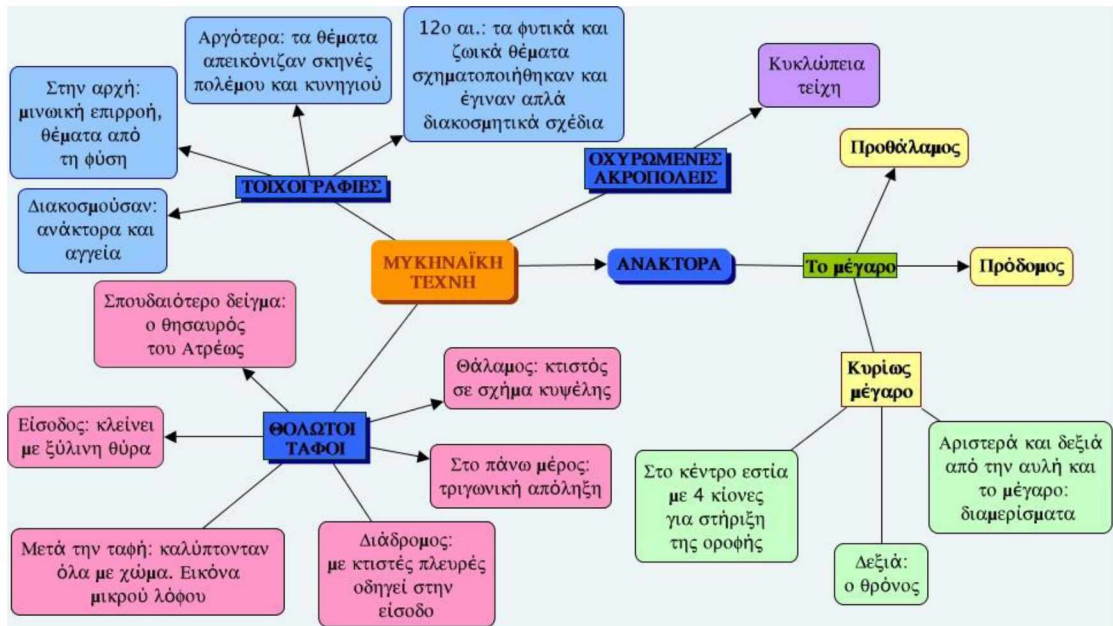 Αργότερα: τα θέματα
απεικόνιζαν σκηνές
πολέμου και κυνηγιού
12ο αι.: τα φυτικά και
ζωικά θέματα
σχηματοποιήθηκαν και
έγιναν απλά
διακοσμητικά σχέδια
Κυκλώπεια
τείχη
Στην αρχή:
μινωική επιρροή,
θέματα από
τη φύση
Προθάλαμος
ΤΟΙΧΟΓΡΑΦΙΕΣ
ΟΧΥΡΩΜΕΝΕΣ
ΑΚΡΟΠΟΛΕΙΣ
Διακοσμούσαν:
ανάκτορα και
αγγεία
ΜΥΚΗΝΑΪΚΗ
ΤΕΧΝΗ
ΑΝΑΚΤΟΡΑ
Το μέγαρο
Πρόδομος
Σπουδαιότερο δείγμα:
ο θησαυρός
του Ατρέως
Θάλαμος: κτιστός
σε σχήμα κυψέλης
Κυρίως
μέγαρο
Είσοδος: κλείνει
με ξύλινη θύρα
ΘΟΛΩΤΟΙ
ΤΑΦΟΙ
Στο πάνω μέρος:
τριγωνική απόληξη
Στο κέντρο εστία
με 4 κίονες
για στήριξη
της οροφής
Αριστερά και δεξιά
από την αυλή και
το μέγαρο:
διαμερίσματα
Μετά την ταφή: καλύπτονταν
όλα με χώμα. Εικόνα
μικρού λόφου
Διάδρομος:
με κτιστές πλευρές
οδηγεί στην
είσοδο
Δεξιά:
ο θρόνος